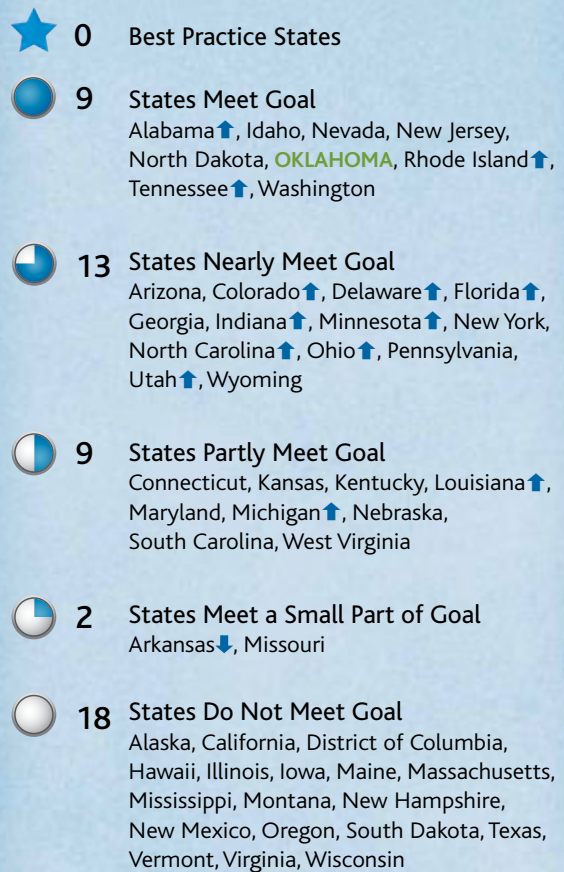 0 Best Practice States
9 States Meet Goal
Alabama⬆, Idaho, Nevada, New Jersey,
North Dakota, OKLAHOMA, Rhode Island⬆,
Tennessee⬆, Washington
13 States Nearly Meet Goal
Arizona, Colorado⬆, Delaware⬆, Florida⬆,
Georgia, Indiana⬆, Minnesota⬆, New York,
North Carolina⬆, Ohio⬆, Pennsylvania,
Utah⬆, Wyoming
9 States Partly Meet Goal
Connecticut, Kansas, Kentucky, Louisiana⬆,
Maryland, Michigan⬆, Nebraska,
South Carolina, West Virginia
2 States Meet a Small Part of Goal
Arkansas⬇, Missouri
18 States Do Not Meet Goal
Alaska, California, District of Columbia,
Hawaii, Illinois, Iowa, Maine, Massachusetts,
Mississippi, Montana, New Hampshire,
New Mexico, Oregon, South Dakota, Texas,
Vermont, Virginia, Wisconsin